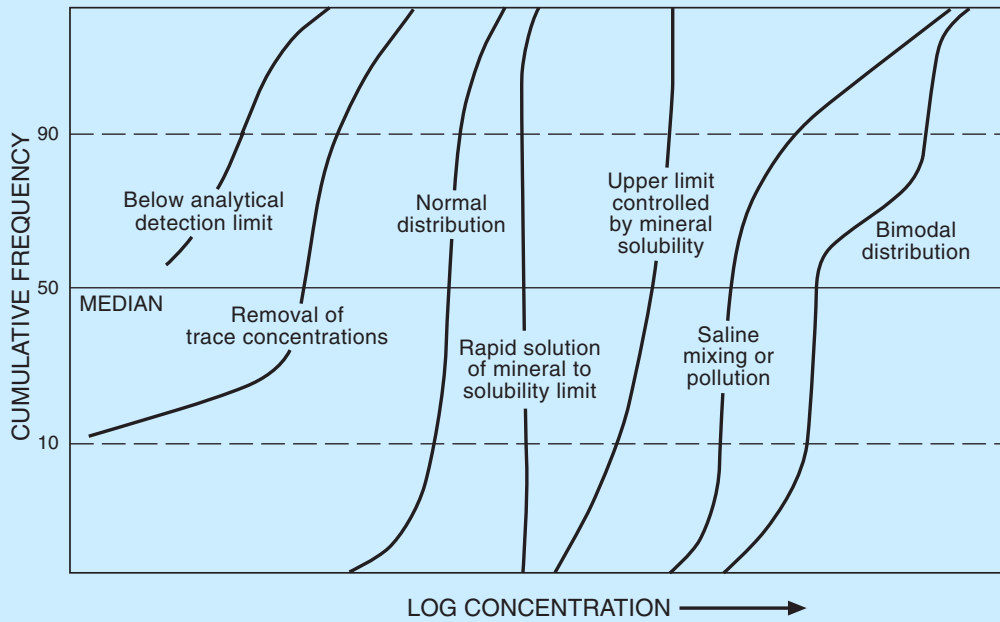 CUMULATIVE FREQUENCY
90
50
10
MEDIAN
Below analytical
detection limit
Removal of
trace concentrations
Normal
distribution
Rapid solution
of mineral to
solubility limit
Upper limit
controlled
by mineral
solubility
Saline
mixing or
pollution
Bimodal
distribution
LOG CONCENTRATION